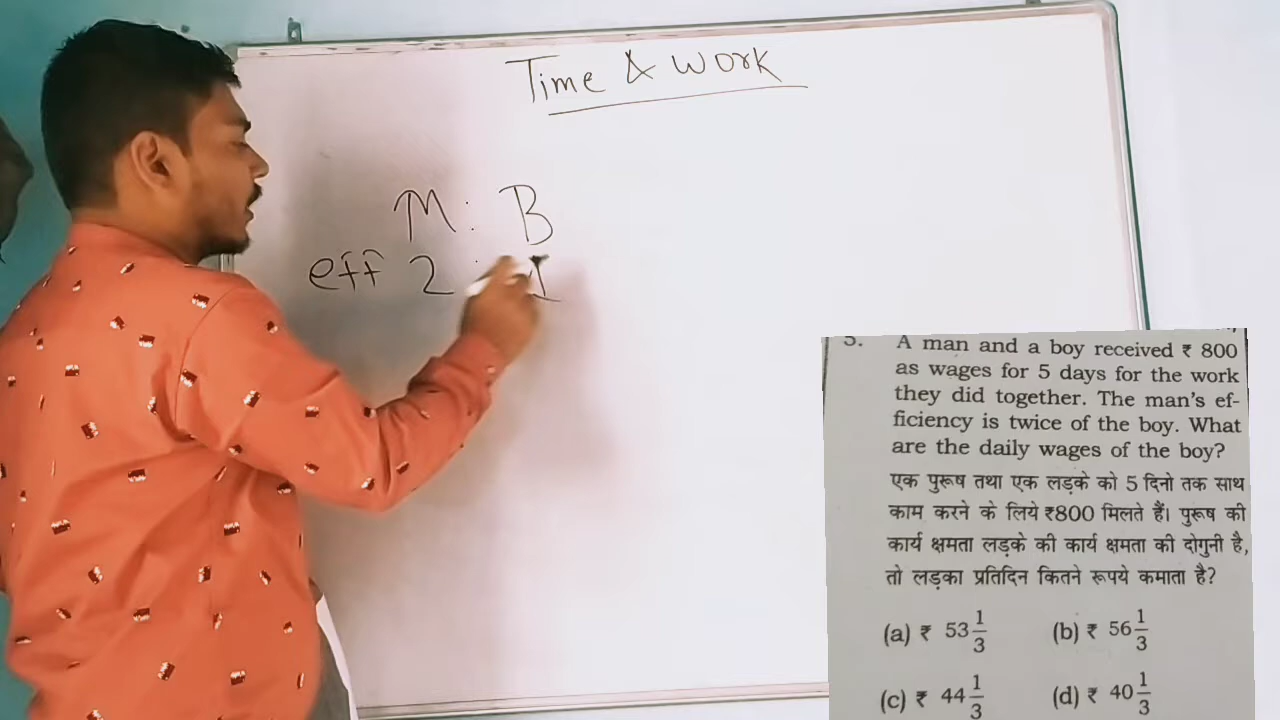 Time & Work
M : B
eff 2 : 1
5. A man and a boy received ₹ 800
as wages for 5 days for the work
they did together. The man's ef-
ficiency is twice of the boy. What
are the daily wages of the boy?
एक पुरूष तथा एक लड़के को 5 दिनो तक साथ
काम करने के लिये ₹800 मिलते हैं। पुरूष की
कार्य क्षमता लड़के की कार्य क्षमता की दोगुनी है,
तो लड़का प्रतिदिन कितने रूपये कमाता है?
(a) ₹ 53 1/3 (b) ₹ 56 1/3
(c) ₹ 44 1/3 (d) ₹ 40 1/3